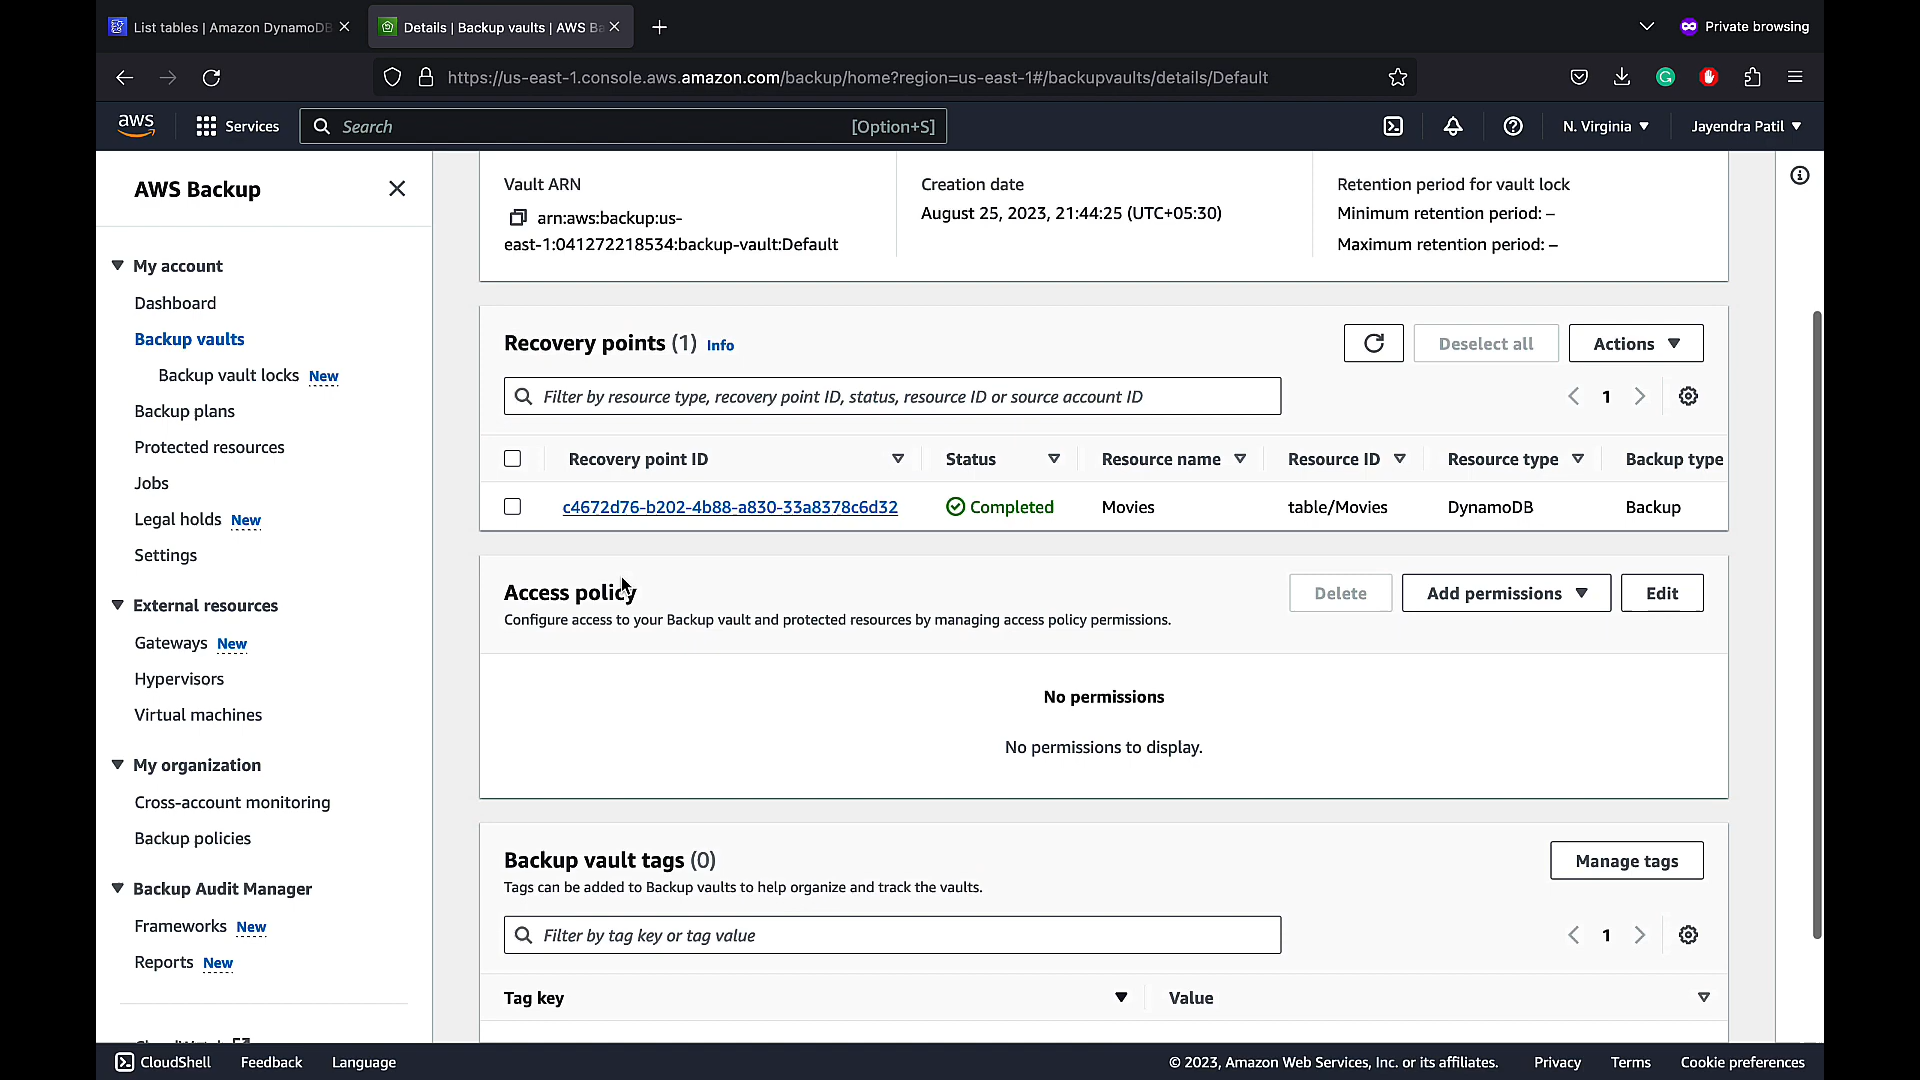 List tables | Amazon DynamoDB
Details | Backup vaults | AWS Ba
Private browsing
https://us-east-1.console.aws.amazon.com/backup/home?region=us-east-1#/backupvaults/details/Default
aws
Services
Search
[Option+S]
N. Virginia
Jayendra Patil
AWS Backup
My account
Dashboard
Backup vaults
Backup vault locks New
Backup plans
Protected resources
Jobs
Legal holds New
Settings
External resources
Gateways New
Hypervisors
Virtual machines
My organization
Cross-account monitoring
Backup policies
Backup Audit Manager
Frameworks New
Reports New
Vault ARN
arn:aws:backup:us-
east-1:041272218534:backup-vault:Default
Creation date
August 25, 2023, 21:44:25 (UTC+05:30)
Retention period for vault lock
Minimum retention period: –
Maximum retention period: –
Recovery points (1) Info
Deselect all
Actions
Filter by resource type, recovery point ID, status, resource ID or source account ID
1
Recovery point ID
Status
Resource name
Resource ID
Resource type
Backup type
c4672d76-b202-4b88-a830-33a8378c6d32
Completed
Movies
table/Movies
DynamoDB
Backup
Access policy
Configure access to your Backup vault and protected resources by managing access policy permissions.
Delete
Add permissions
Edit
No permissions
No permissions to display.
Backup vault tags (0)
Tags can be added to Backup vaults to help organize and track the vaults.
Manage tags
Filter by tag key or tag value
1
Tag key
Value
CloudShell
Feedback
Language
© 2023, Amazon Web Services, Inc. or its affiliates.
Privacy
Terms
Cookie preferences